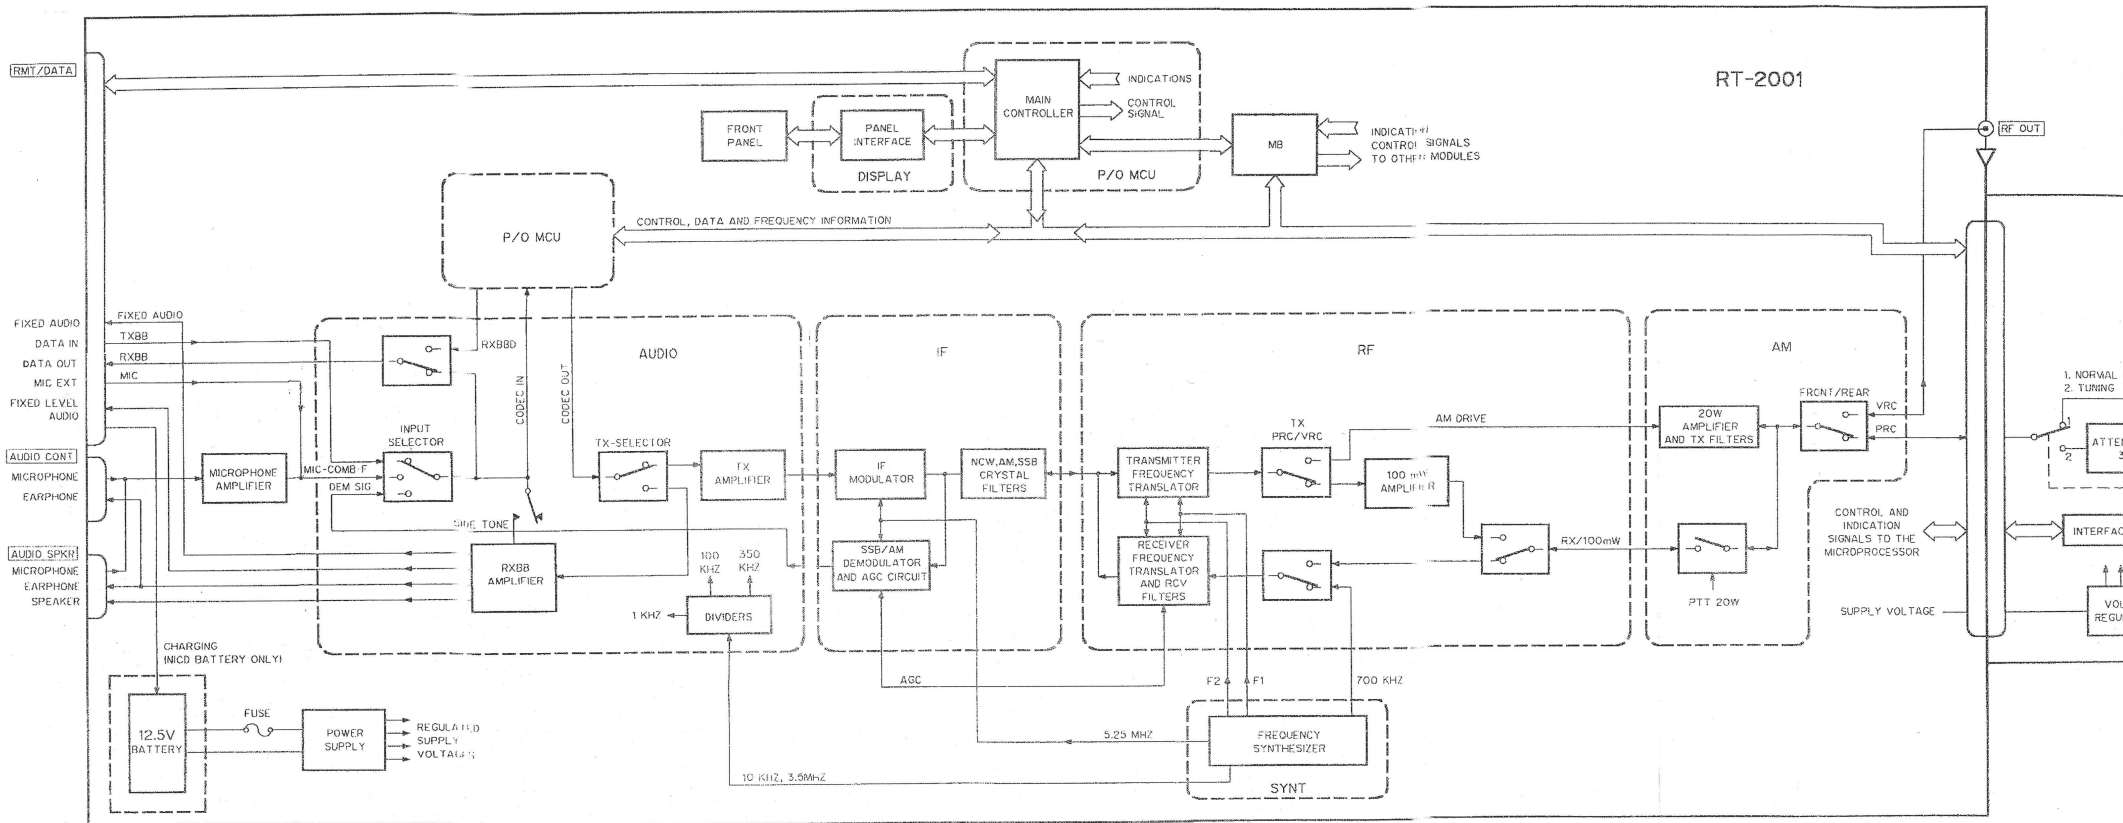 RT-2001
RMT/DATA
MAIN
CONTROLLER
INDICATIONS
CONTROL
SIGNAL
P/O MCU
FRONT
PANEL
PANEL
INTERFACE
DISPLAY
MB
CONTROL SIGNALS
TO OTHER MODULES
RF OUT
P/O MCU
CONTROL, DATA AND FREQUENCY INFORMATION
FIXED AUDIO
DATA IN
DATA OUT
MIC EXT
FIXED LEVEL
AUDIO
FIXED AUDIO
TXBB
RXBB
MIC
AUDIO CONT
MICROPHONE
EARPHONE
AUDIO SPKR
MICROPHONE
EARPHONE
SPEAKER
MICROPHONE
AMPLIFIER
AUDIO
RXBBD
CODEC IN
CODEC OUT
INPUT
SELECTOR
MIC-COMB-F
DEM SIG
SIDE TONE
RXBB
AMPLIFIER
TX-SELECTOR
TX
AMPLIFIER
100
KHZ
350
KHZ
1 KHZ
DIVIDERS
IF
IF
MODULATOR
NCW,AM,SSB
CRYSTAL
FILTERS
SSB/AM
DEMODULATOR
AND AGC CIRCUIT
RF
TRANSMITTER
FREQUENCY
TRANSLATOR
TX
PRC/VRC
AM DRIVE
100 mW
AMPLIFIER
RECEIVER
FREQUENCY
TRANSLATOR
AND RCV
FILTERS
RX/100mW
AM
FRONT/REAR
20W
AMPLIFIER
AND TX FILTERS
VRC
PRC
PTT 20W
1. NORMAL
2. TUNING
1
2
CONTROL AND
INDICATION
SIGNALS TO THE
MICROPROCESSOR
SUPPLY VOLTAGE
CHARGING
(NICD BATTERY ONLY)
12.5V
BATTERY
FUSE
POWER
SUPPLY
REGULATED
SUPPLY
VOLTAGES
AGC
F2
F1
700 KHZ
5.25 MHZ
10 KHZ, 3.5MHZ
FREQUENCY
SYNTHESIZER
SYNT